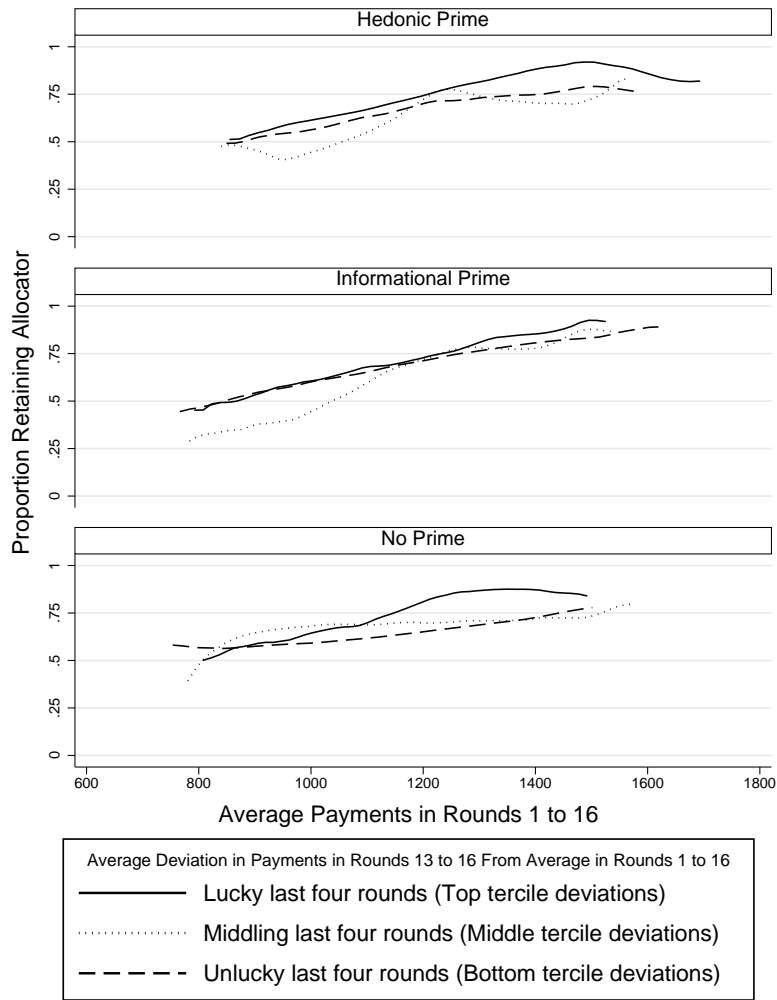 Hedonic Prime
1
.75
.5
.25
0
Informational Prime
1
.75
.5
.25
0
No Prime
1
.75
.5
.25
0
Proportion Retaining Allocator
600 800 1000 1200 1400 1600 1800
Average Payments in Rounds 1 to 16
Average Deviation in Payments in Rounds 13 to 16 From Average in Rounds 1 to 16
Lucky last four rounds (Top tercile deviations)
Middling last four rounds (Middle tercile deviations)
Unlucky last four rounds (Bottom tercile deviations)